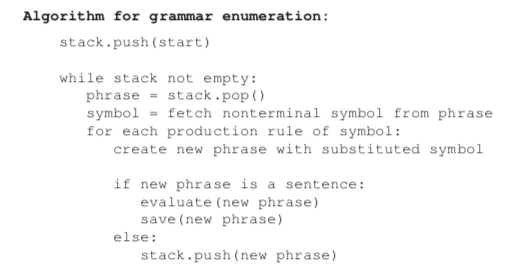 Algorithm for grammar enumeration:
stack.push(start)
while stack not empty:
phrase = stack.pop()
symbol = fetch nonterminal symbol from phrase
for each production rule of symbol:
create new phrase with substituted symbol
if new phrase is a sentence:
evaluate(new phrase)
save(new phrase)
else:
stack.push(new phrase)